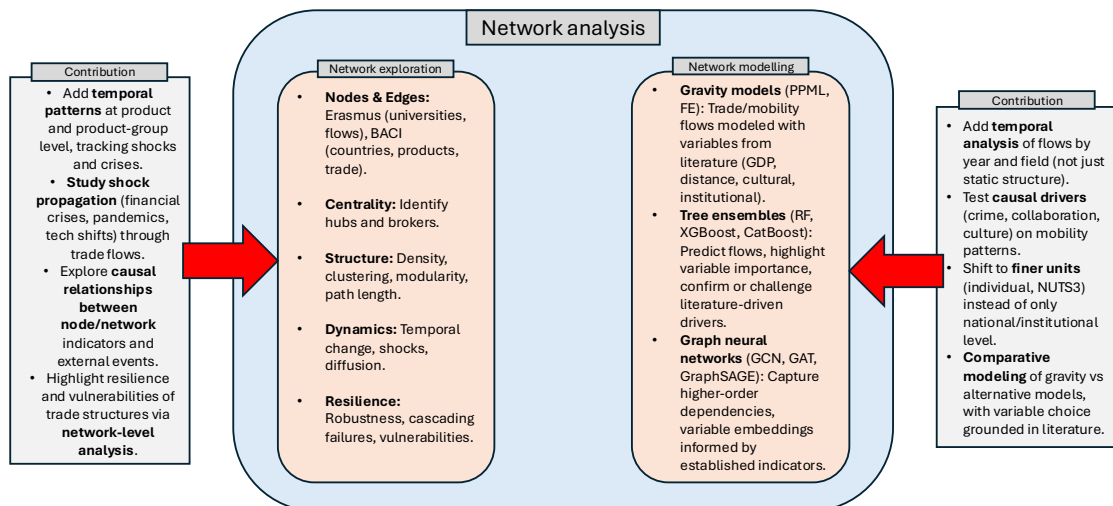 Network analysis
Contribution
• Add temporal
patterns at product
and product-group
level, tracking shocks
and crises.
• Study shock
propagation (financial
crises, pandemics,
tech shifts) through
trade flows.
• Explore causal
relationships
between
node/network
indicators and
external events.
• Highlight resilience
and vulnerabilities of
trade structures via
network-level
analysis.
Network exploration
• Nodes & Edges:
Erasmus (universities,
flows), BACI
(countries, products,
trade).
• Centrality: Identify
hubs and brokers.
• Structure: Density,
clustering, modularity,
path length.
• Dynamics: Temporal
change, shocks,
diffusion.
• Resilience:
Robustness, cascading
failures, vulnerabilities.
Network modelling
• Gravity models (PPML,
FE): Trade/mobility
flows modeled with
variables from
literature (GDP,
distance, cultural,
institutional).
• Tree ensembles (RF,
XGBoost, CatBoost):
Predict flows, highlight
variable importance,
confirm or challenge
literature-driven
drivers.
• Graph neural
networks (GCN, GAT,
GraphSAGE): Capture
higher-order
dependencies,
variable embeddings
informed by
established indicators.
Contribution
• Add temporal
analysis of flows by
year and field (not just
static structure).
• Test causal drivers
(crime, collaboration,
culture) on mobility
patterns.
• Shift to finer units
(individual, NUTS3)
instead of only
national/institutional
level.
• Comparative
modeling of gravity vs
alternative models,
with variable choice
grounded in literature.